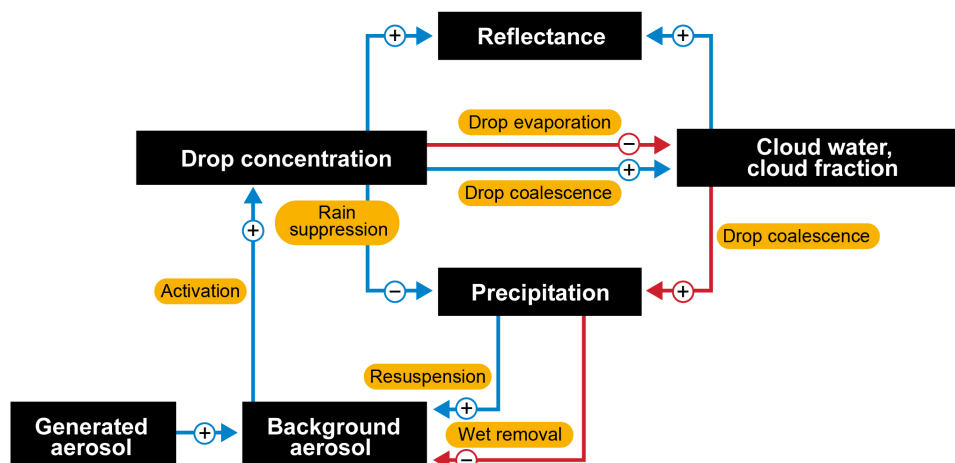 +
Reflectance
+
Drop evaporation
−
Drop concentration
Cloud water,
cloud fraction
+
Drop coalescence
Rain
suppression
+
Drop coalescence
Activation
−
Precipitation
+
Resuspension
+
Generated
aerosol
+
Background
aerosol
Wet removal
−